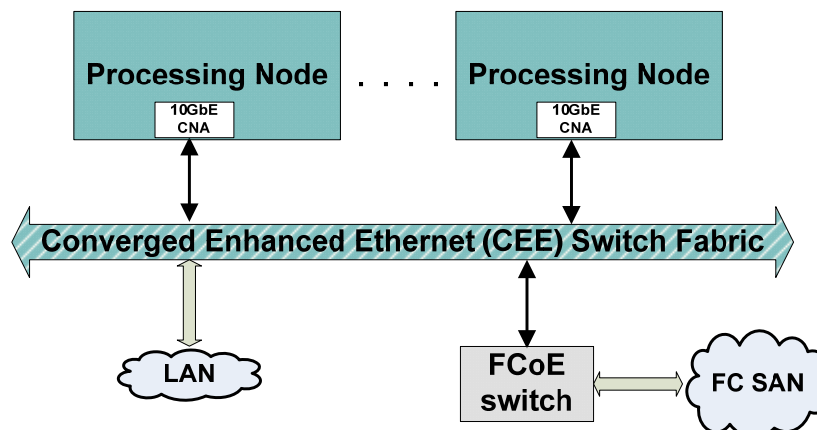 Processing Node . . . . Processing Node
10GbE
CNA
10GbE
CNA
Converged Enhanced Ethernet (CEE) Switch Fabric
LAN
FCoE
switch
FC SAN